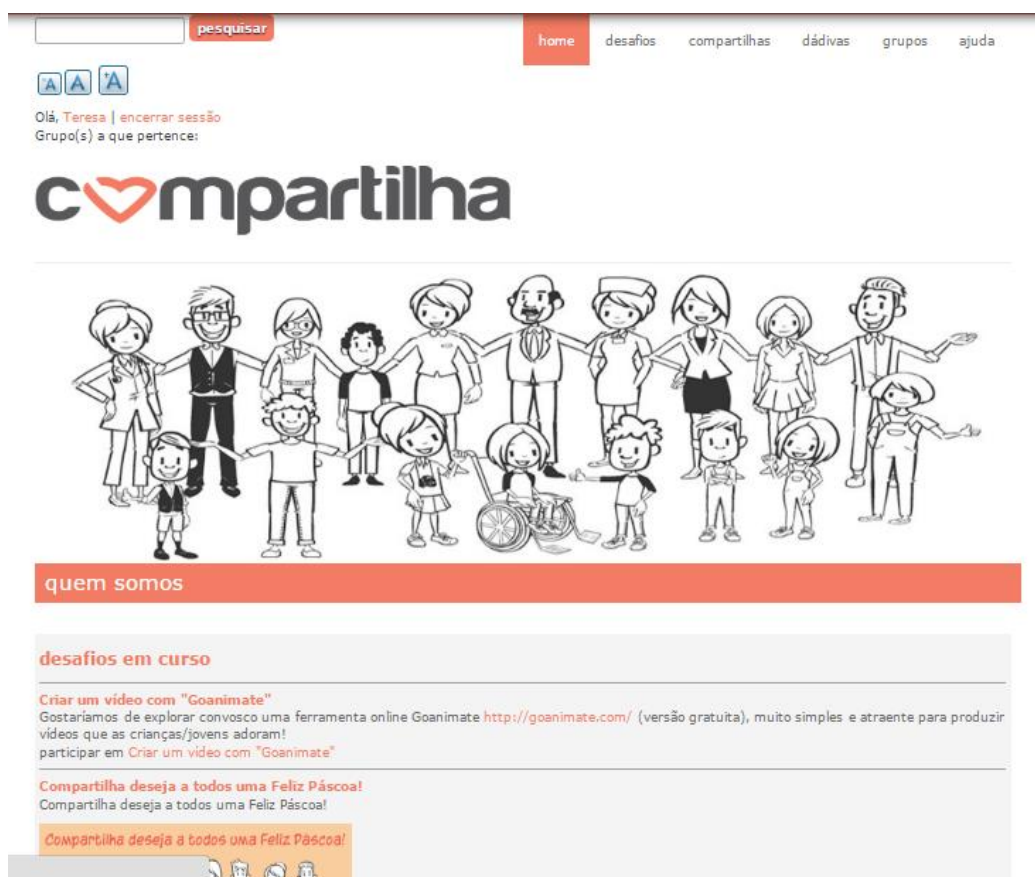 pesquisar
home desafios compartilhas dádivas grupos ajuda
-A A +A
Olá, Teresa | encerrar sessão
Grupo(s) a que pertence:
compartilha
quem somos
desafios em curso
Criar um vídeo com "Goanimate"
Gostaríamos de explorar convosco uma ferramenta online Goanimate http://goanimate.com/ (versão gratuita), muito simples e atraente para produzir
vídeos que as crianças/jovens adoram!
participar em Criar um vídeo com "Goanimate"
Compartilha deseja a todos uma Feliz Páscoa!
Compartilha deseja a todos uma Feliz Páscoa!
Compartilha deseja a todos uma Feliz Páscoa!